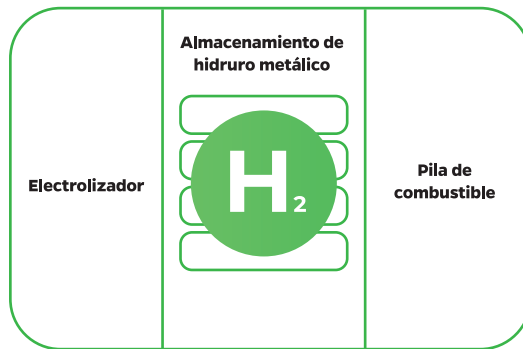 Almacenamiento de
hidruro metálico
Electrolizador
H₂
Pila de
combustible